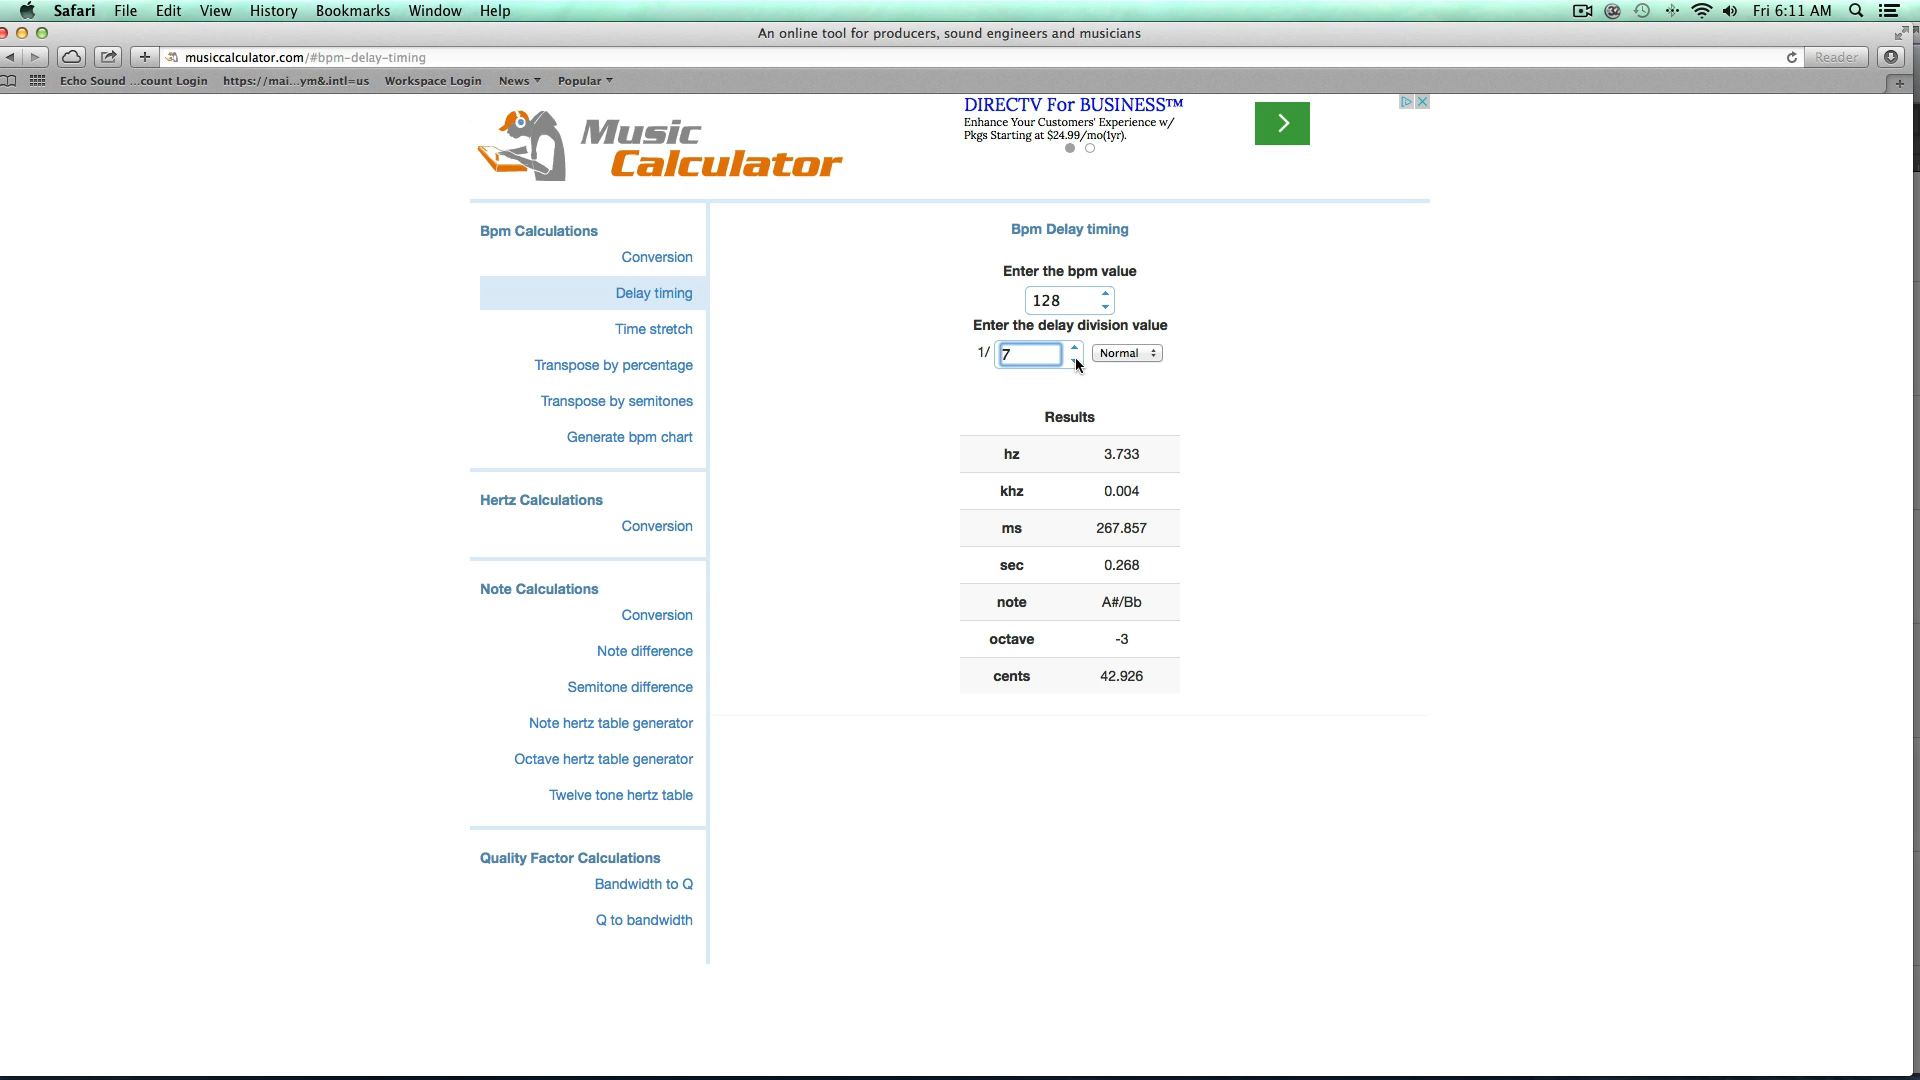 Safari File Edit View History Bookmarks Window Help Fri 6:11 AM
An online tool for producers, sound engineers and musicians
musiccalculator.com/#bpm-delay-timing Reader
Echo Sound ...count Login https://mai...ym&.intl=us Workspace Login News Popular
Music
Calculator
DIRECTV For BUSINESS™
Enhance Your Customers' Experience w/
Pkgs Starting at $24.99/mo(1yr).
Bpm Calculations
Conversion
Delay timing
Time stretch
Transpose by percentage
Transpose by semitones
Generate bpm chart
Hertz Calculations
Conversion
Note Calculations
Conversion
Note difference
Semitone difference
Note hertz table generator
Octave hertz table generator
Twelve tone hertz table
Quality Factor Calculations
Bandwidth to Q
Q to bandwidth
Bpm Delay timing
Enter the bpm value
128
Enter the delay division value
1/ 7 Normal
Results
hz 3.733
khz 0.004
ms 267.857
sec 0.268
note A#/Bb
octave -3
cents 42.926